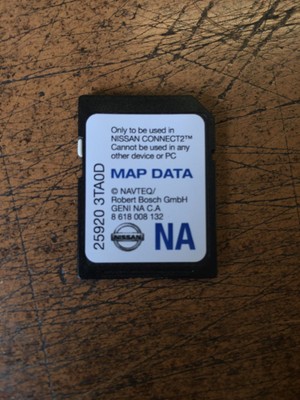 Only to be used in
NISSAN CONNECT2™
Cannot be used in any
other device or PC
MAP DATA
© NAVTEQ/
Robert Bosch GmbH
GENI NA C.A
8 618 008 132
NISSAN
NA
25920 3TA0D